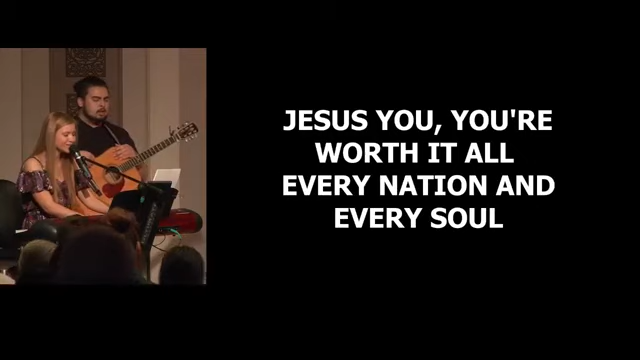 JESUS YOU, YOU'RE
WORTH IT ALL
EVERY NATION AND
EVERY SOUL